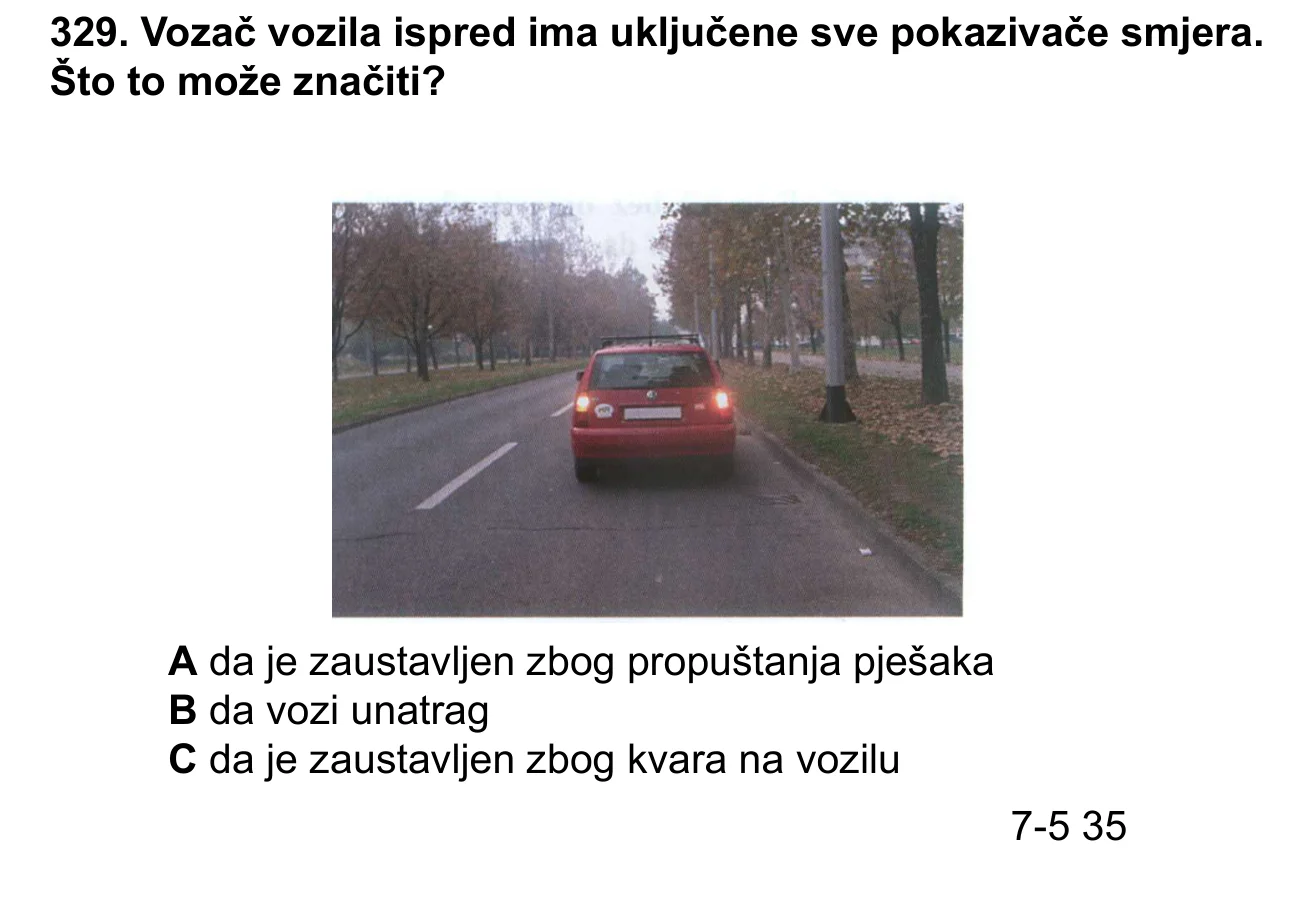 329. Vozač vozila ispred ima uključene sve pokazivače smjera.
Što to može značiti?
A da je zaustavljen zbog propuštanja pješaka
B da vozi unatrag
C da je zaustavljen zbog kvara na vozilu
7-5 35